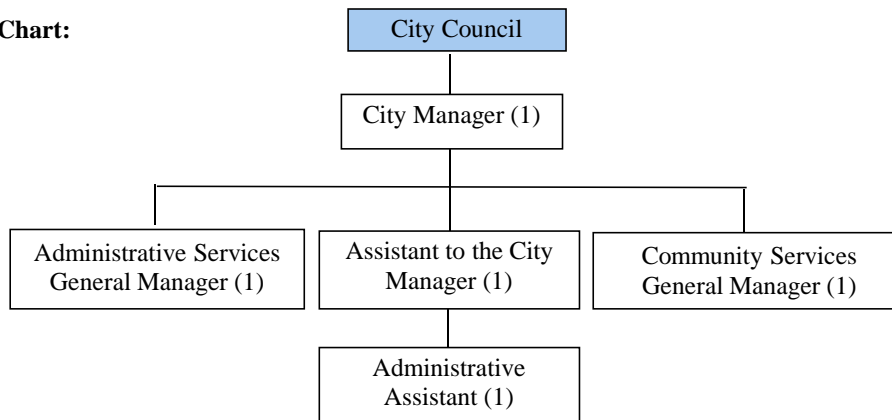 Chart:
City Council
City Manager (1)
Administrative Services
General Manager (1)
Assistant to the City
Manager (1)
Community Services
General Manager (1)
Administrative
Assistant (1)